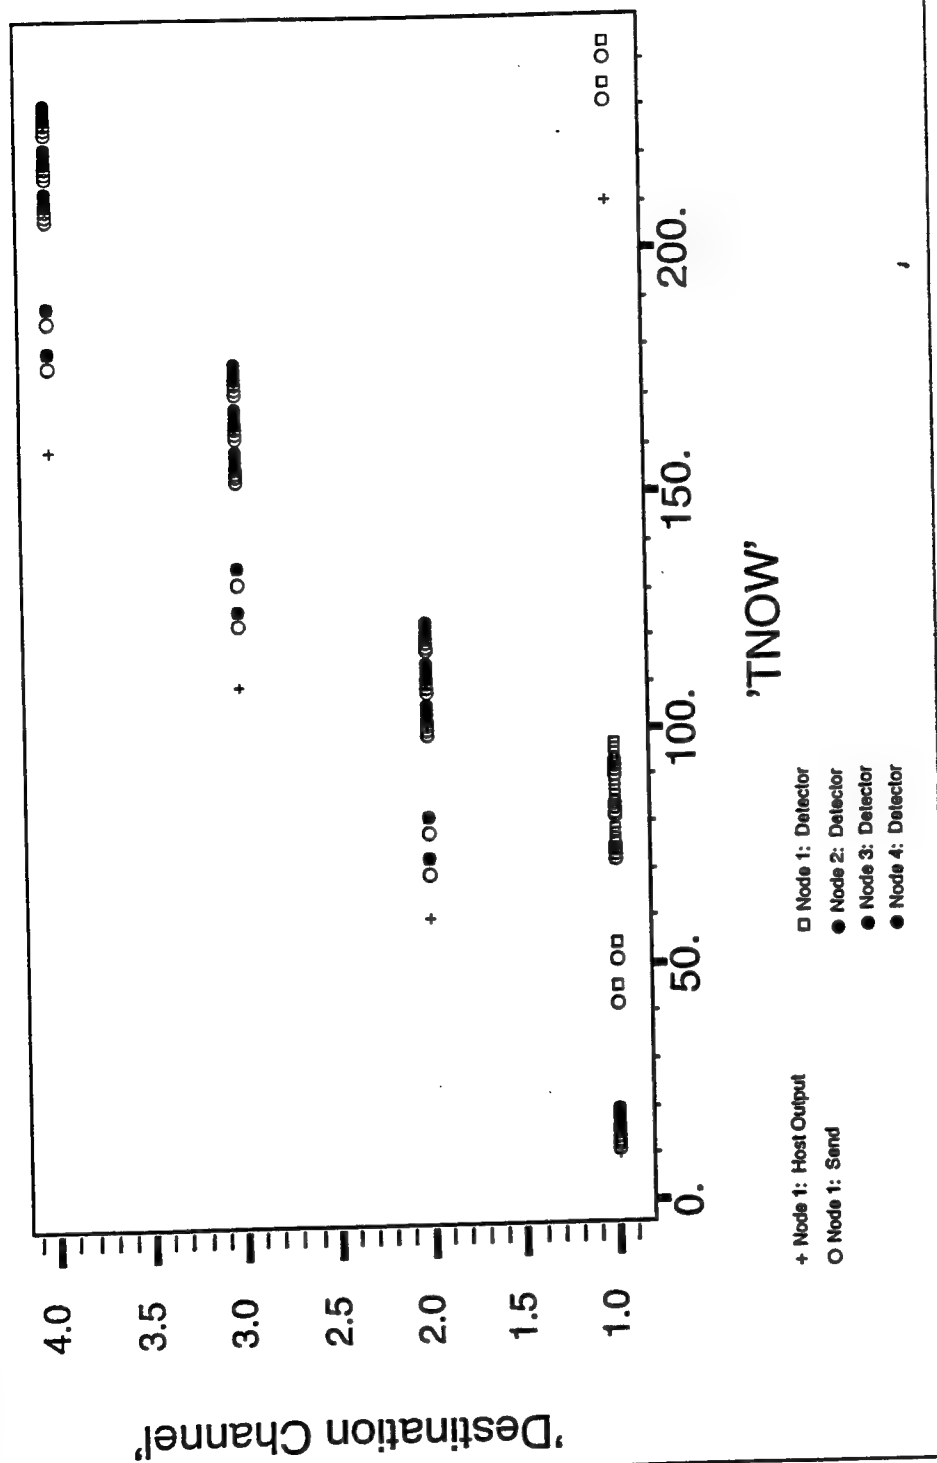 'Destination Channel'
4.0
3.5
3.0
2.5
2.0
1.5
1.0
0.
50.
100.
150.
200.
'TNOW'
+ Node 1: Host Output
O Node 1: Send
□ Node 1: Detector
● Node 2: Detector
● Node 3: Detector
● Node 4: Detector